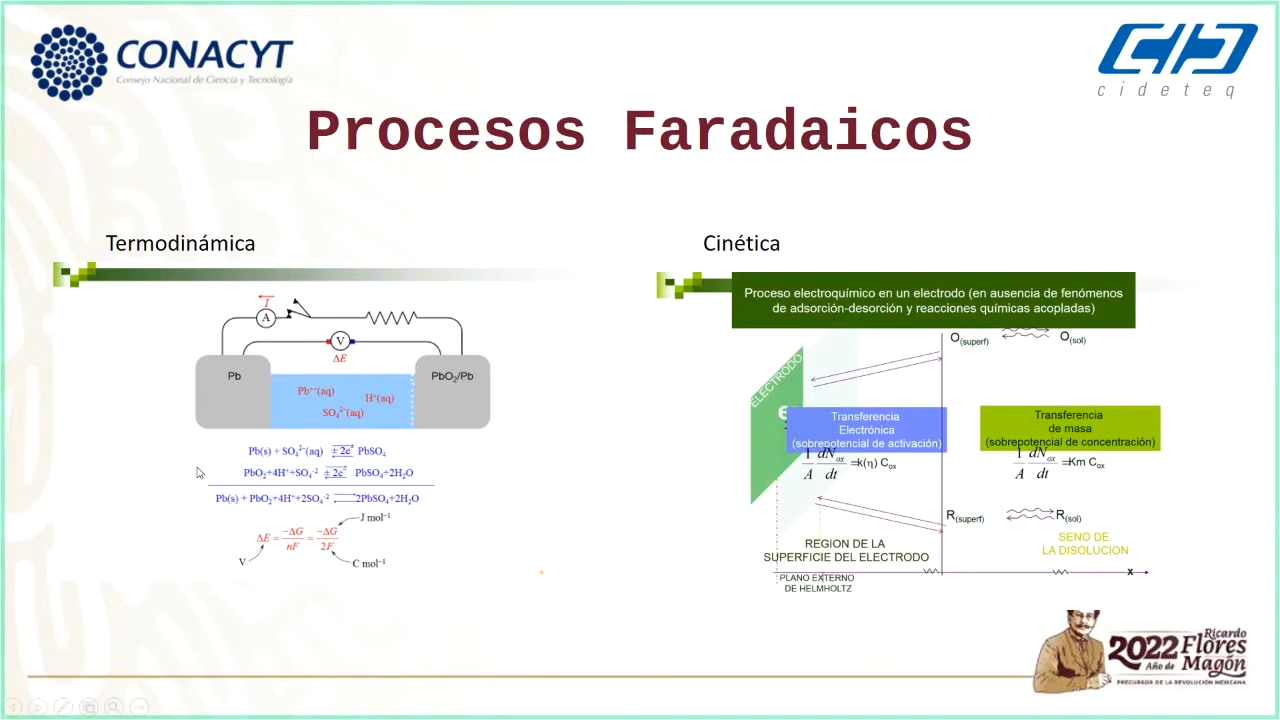 CONACYT
Consejo Nacional de Ciencia y Tecnología
cideteq
Procesos Faradaicos
Termodinámica
I
A
V
ΔE
Pb
PbO₂/Pb
Pb⁺⁺(aq)
H⁺(aq)
SO₄²⁻(aq)
Pb(s) + SO₄²⁻(aq) ± 2e⁻ PbSO₄
PbO₂+4H⁺+SO₄⁻² ± 2e⁻ PbSO₄+2H₂O
Pb(s) + PbO₂+4H⁺+2SO₄⁻² 2PbSO₄+2H₂O
J mol⁻¹
ΔE = −ΔG/nF = −ΔG/2F
V
C mol⁻¹
Cinética
Proceso electroquímico en un electrodo (en ausencia de fenómenos
de adsorción-desorción y reacciones químicas acopladas)
O(superf)
O(sol)
ELECTRODO
Transferencia
Electrónica
(sobrepotencial de activación)
1/A dNox/dt =k(η) Cox
Transferencia
de masa
(sobrepotencial de concentración)
1/A dNox/dt =Km Cox
R(superf)
R(sol)
REGION DE LA
SUPERFICIE DEL ELECTRODO
SENO DE
LA DISOLUCION
x
PLANO EXTERNO
DE HELMHOLTZ
2022 Ricardo
Flores
Año de Magón
PRECURSOR DE LA REVOLUCIÓN MEXICANA